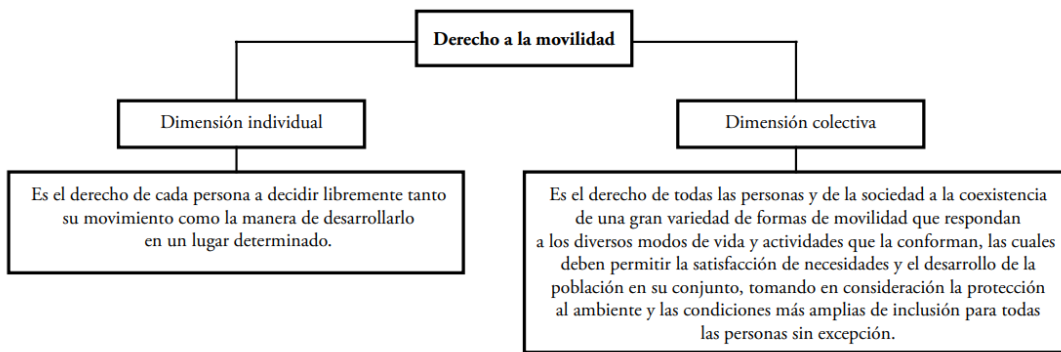 Derecho a la movilidad
Dimensión individual
Es el derecho de cada persona a decidir libremente tanto
su movimiento como la manera de desarrollarlo
en un lugar determinado.
Dimensión colectiva
Es el derecho de todas las personas y de la sociedad a la coexistencia
de una gran variedad de formas de movilidad que respondan
a los diversos modos de vida y actividades que la conforman, las cuales
deben permitir la satisfacción de necesidades y el desarrollo de la
población en su conjunto, tomando en consideración la protección
al ambiente y las condiciones más amplias de inclusión para todas
las personas sin excepción.